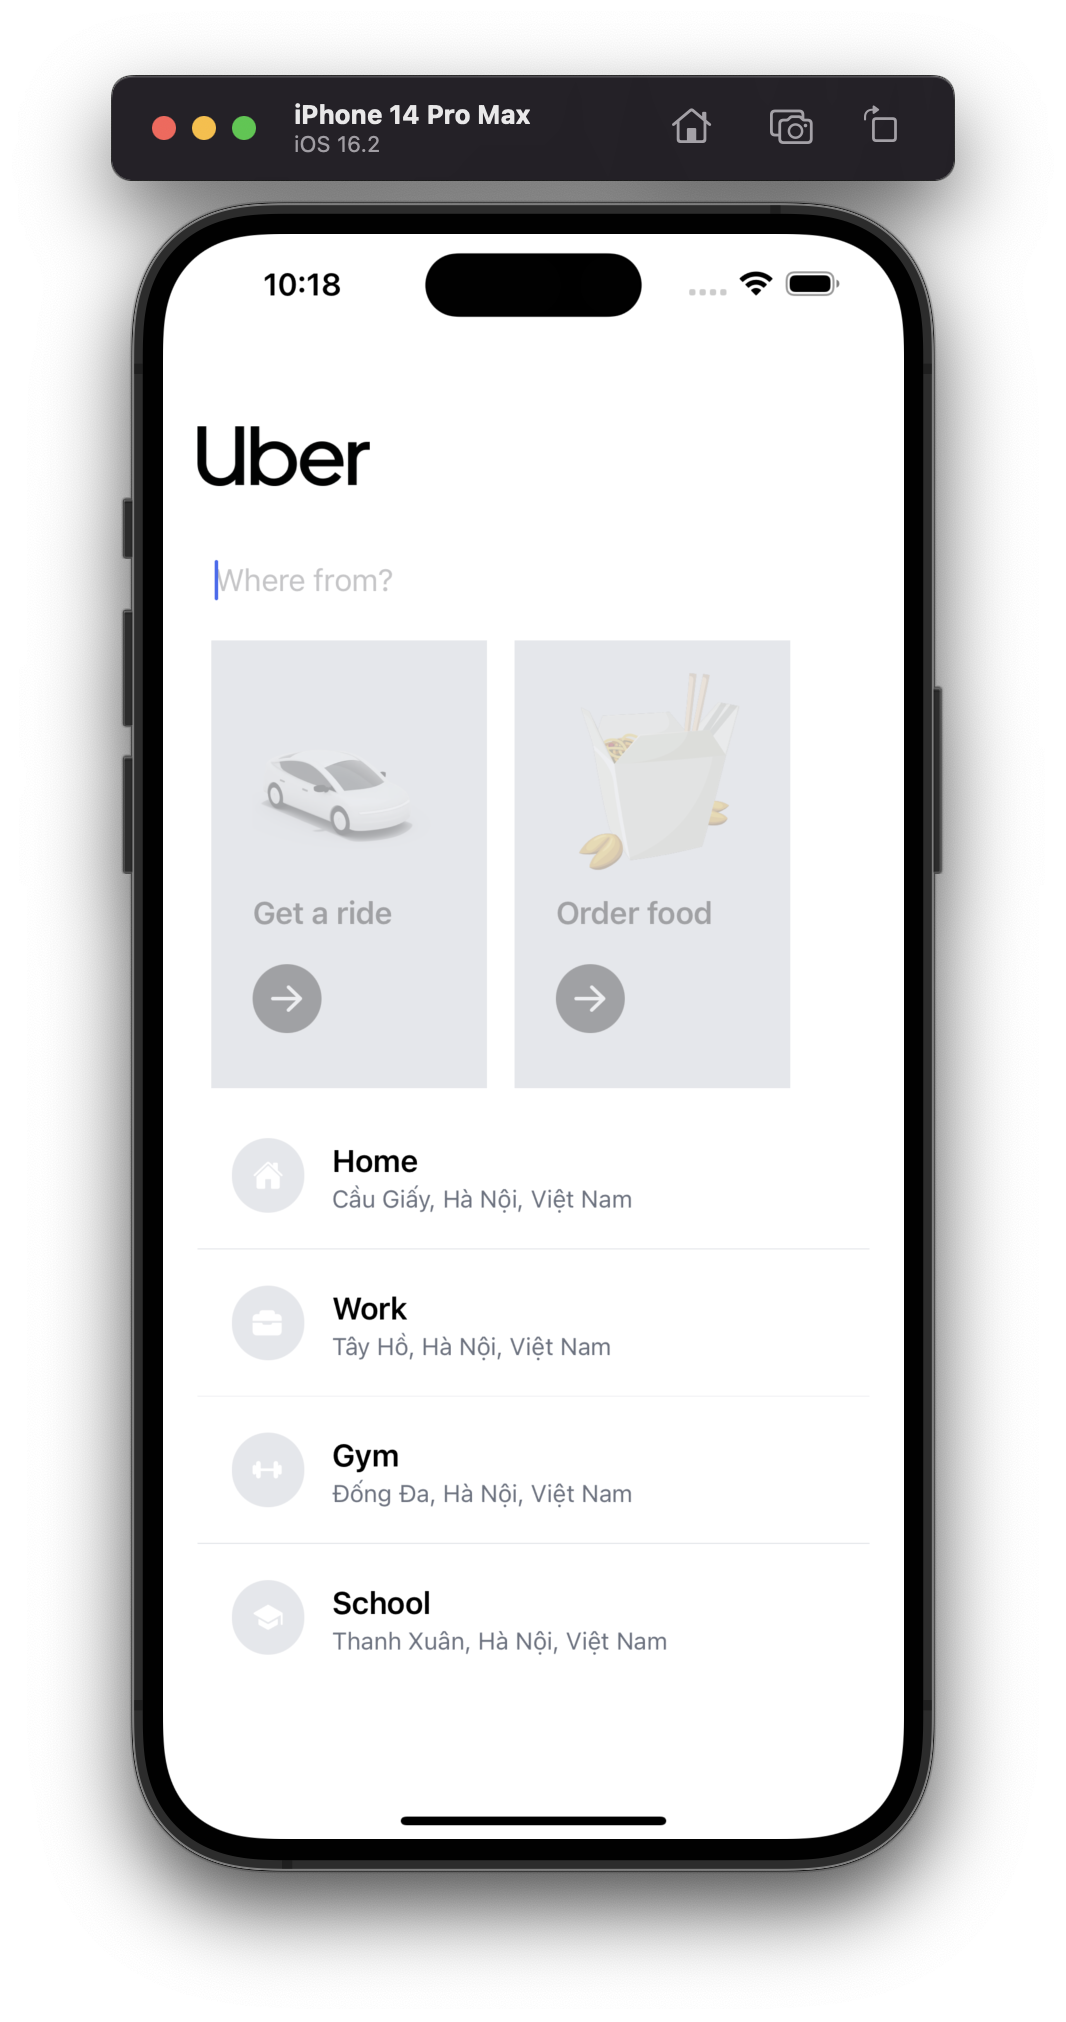 iPhone 14 Pro Max
iOS 16.2
10:18
Uber
Where from?
Get a ride
Order food
Home
Cầu Giấy, Hà Nội, Việt Nam
Work
Tây Hồ, Hà Nội, Việt Nam
Gym
Đống Đa, Hà Nội, Việt Nam
School
Thanh Xuân, Hà Nội, Việt Nam